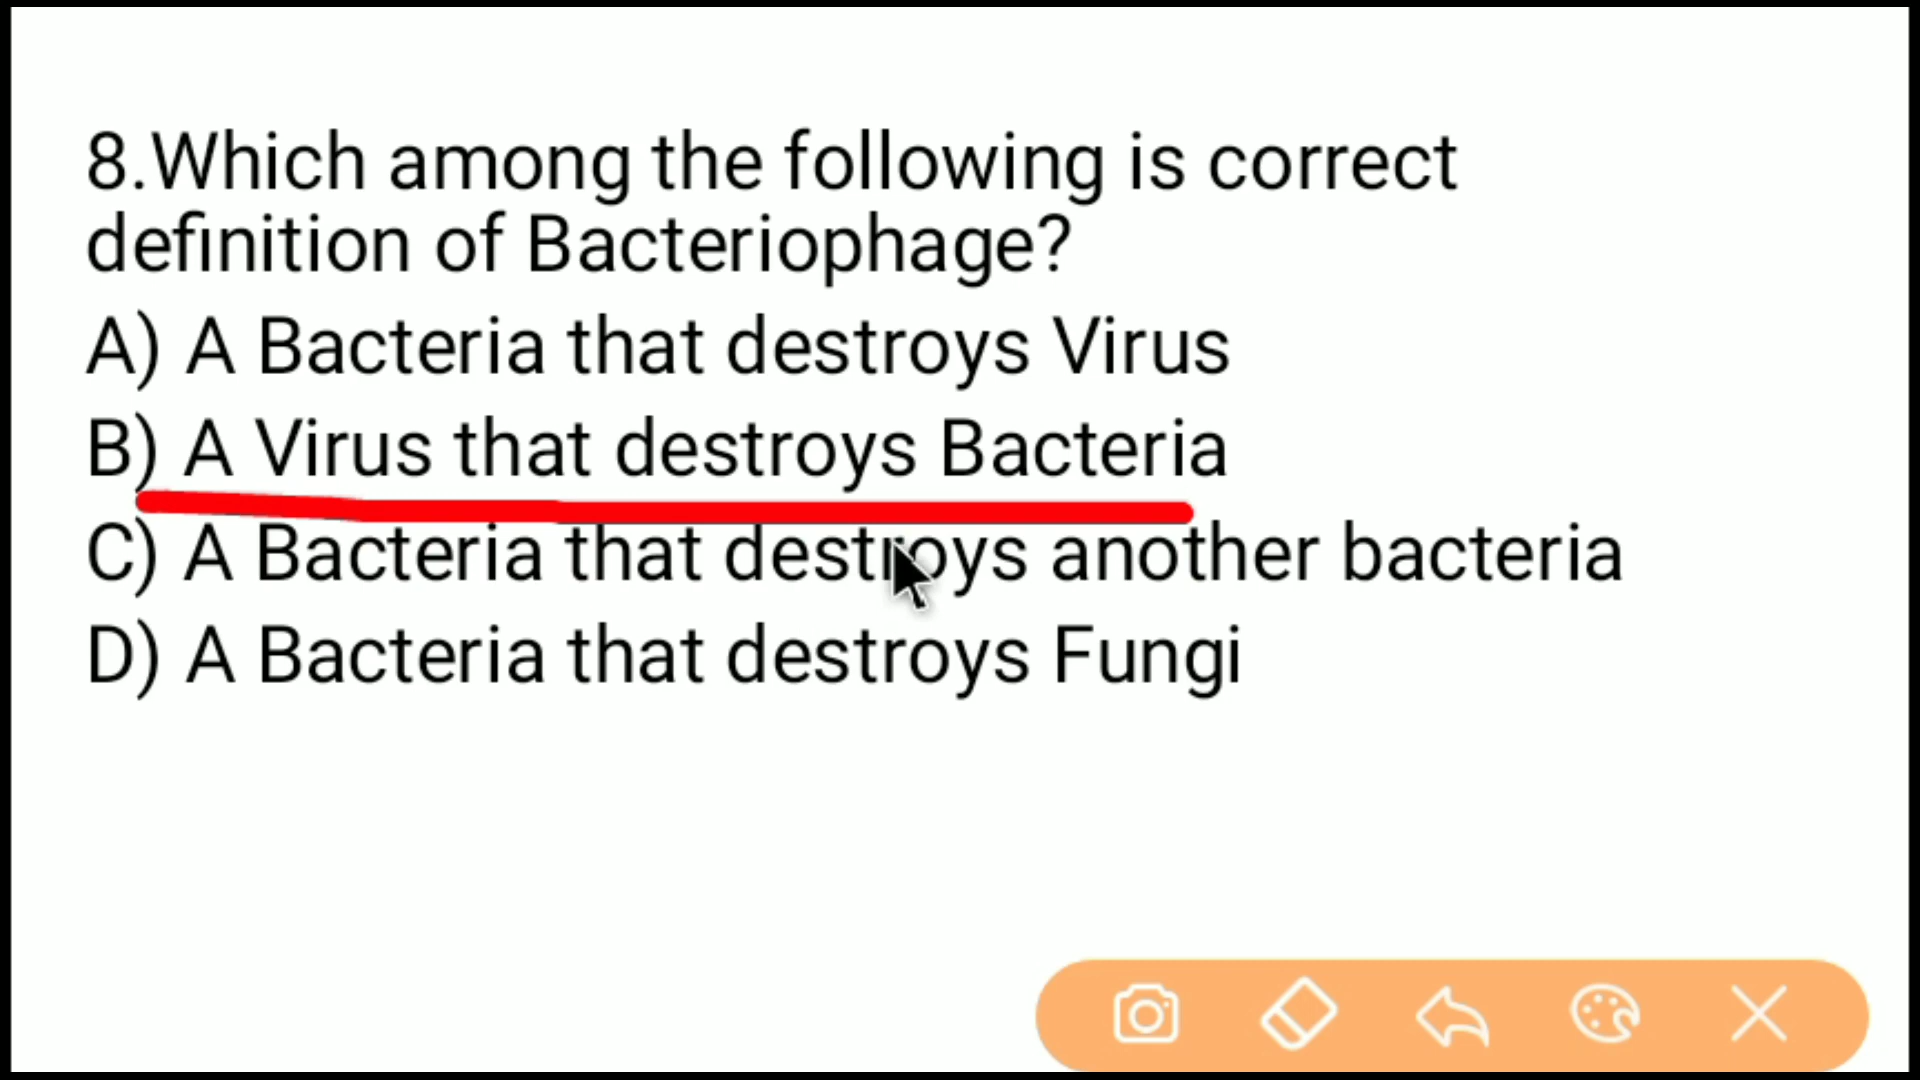 8.Which among the following is correct
definition of Bacteriophage?
A) A Bacteria that destroys Virus
B) A Virus that destroys Bacteria
C) A Bacteria that destroys another bacteria
D) A Bacteria that destroys Fungi